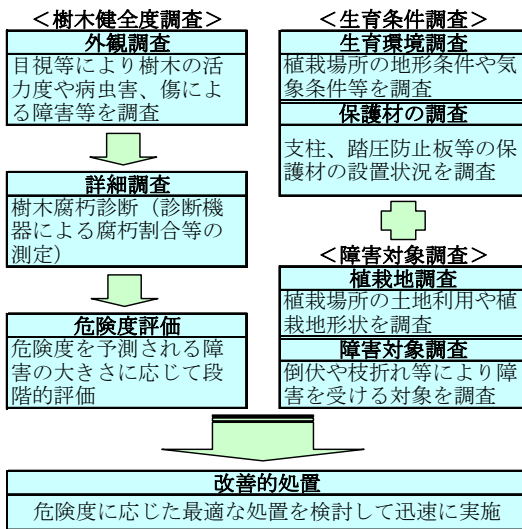 ＜樹木健全度調査＞
外観調査
目視等により樹木の活
力度や病虫害、傷によ
る障害等を調査
詳細調査
樹木腐朽診断（診断機
器による腐朽割合等の
測定）
危険度評価
危険度を予測される障
害の大きさに応じて段
階的評価
＜生育条件調査＞
生育環境調査
植栽場所の地形条件や気
象条件等を調査
保護材の調査
支柱、踏圧防止板等の保
護材の設置状況を調査
＜障害対象調査＞
植栽地調査
植栽場所の土地利用や植
栽地形状を調査
障害対象調査
倒伏や枝折れ等により障
害を受ける対象を調査
改善的処置
危険度に応じた最適な処置を検討して迅速に実施